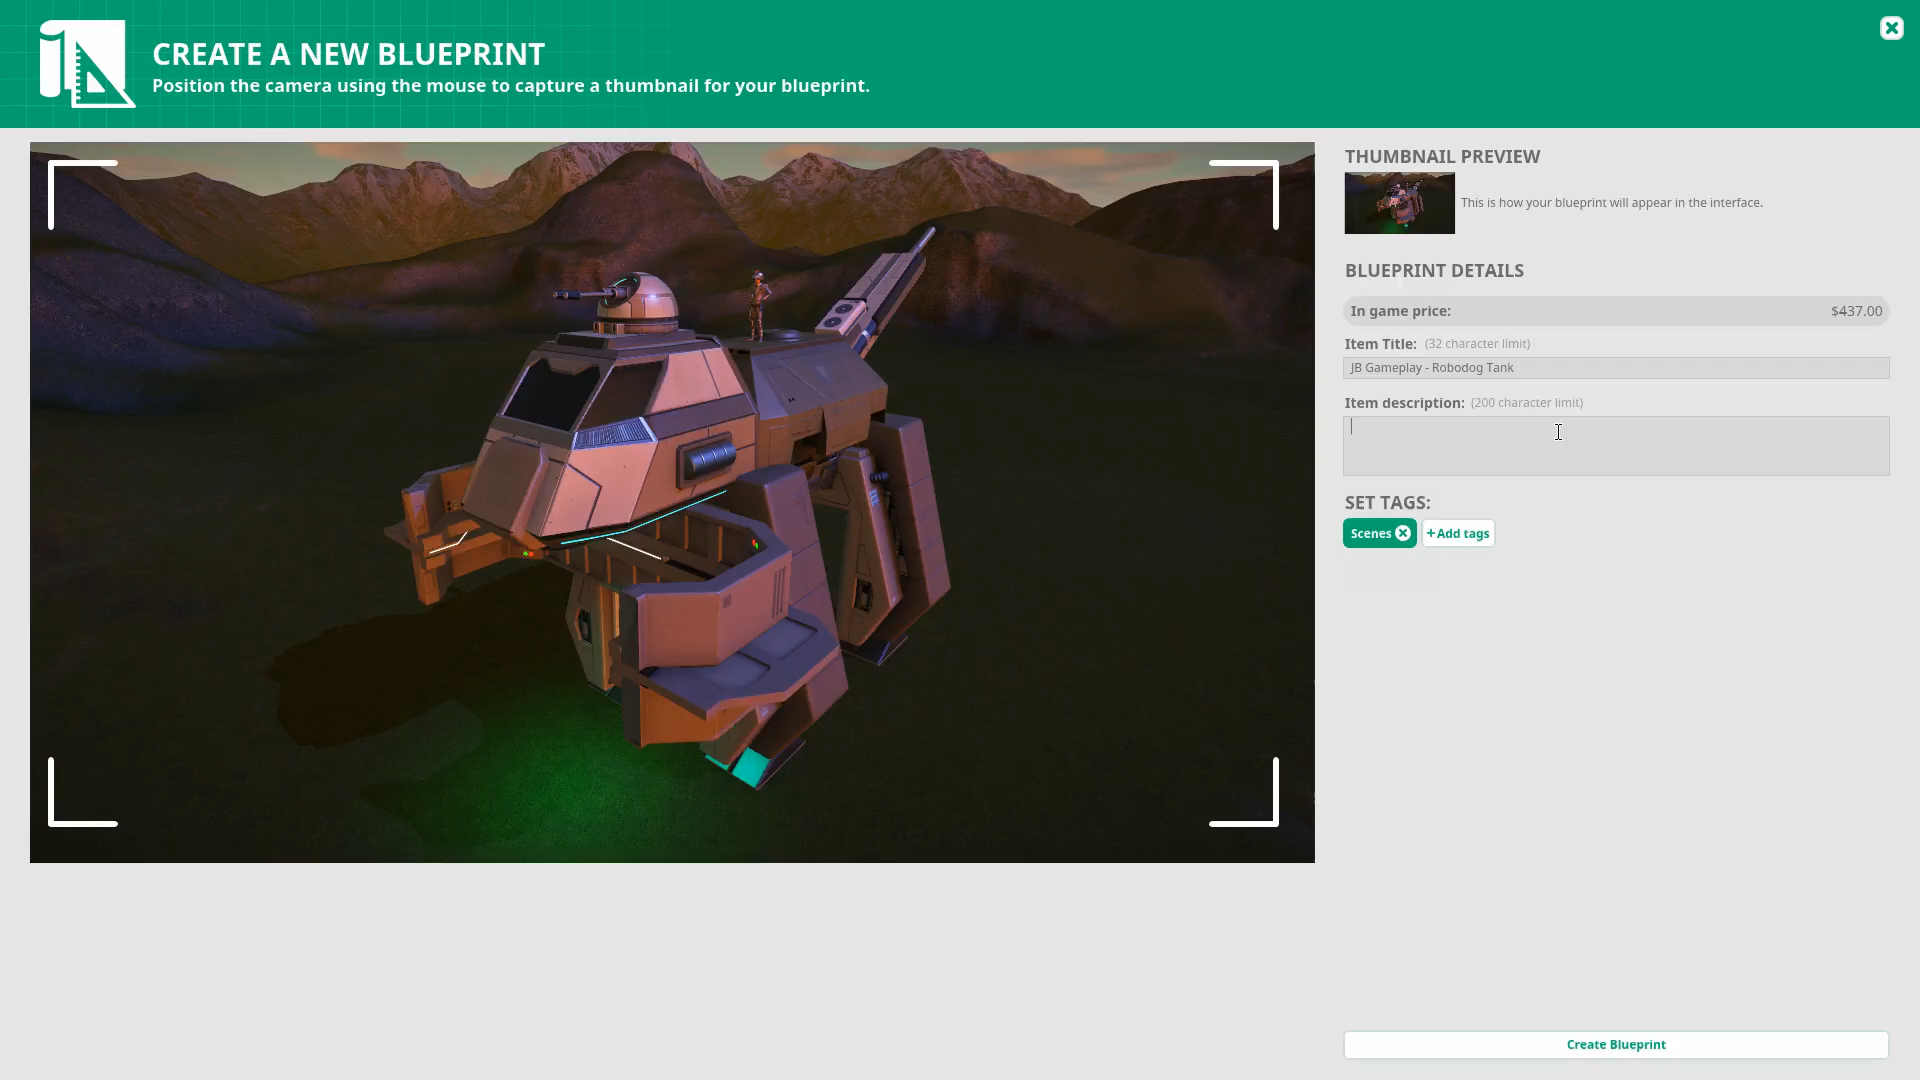 CREATE A NEW BLUEPRINT
Position the camera using the mouse to capture a thumbnail for your blueprint.
THUMBNAIL PREVIEW
This is how your blueprint will appear in the interface.
BLUEPRINT DETAILS
In game price: $437.00
Item Title: (32 character limit)
JB Gameplay - Robodog Tank
Item description: (200 character limit)
SET TAGS:
Scenes +Add tags
Create Blueprint